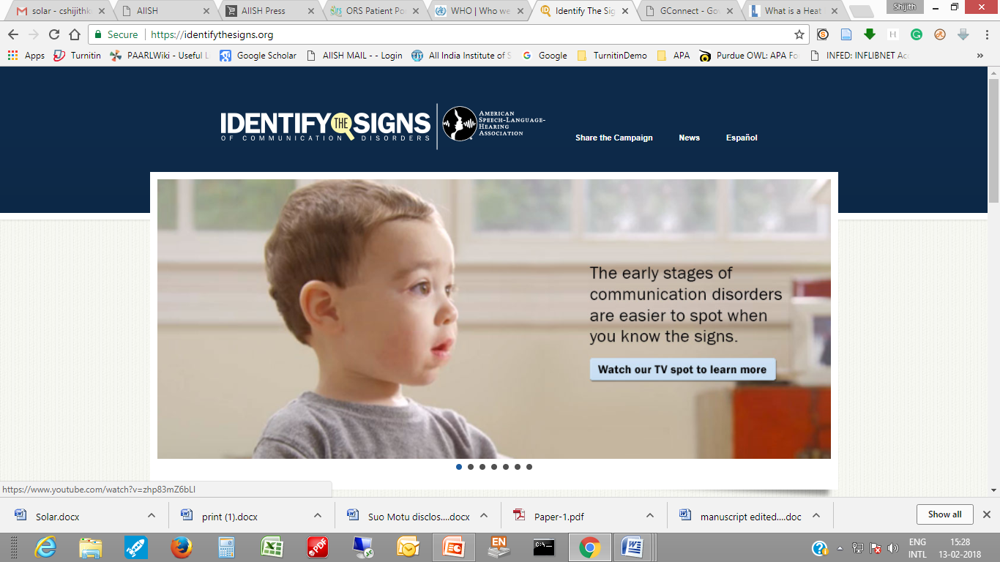 solar - cshijithk
AIISH
AIISH Press
ORS Patient Po
WHO | Who we
Identify The Sig
GConnect - Gov
What is a Heat
Shijith
Secure
https://identifythesigns.org
Apps
Turnitin
PAARLWiki - Useful L
Google Scholar
AIISH MAIL - - Login
All India Institute of S
Google
TurnitinDemo
APA
Purdue OWL: APA Fo
INFED: INFLIBNET Acc
IDENTIFY THE SIGNS
OF COMMUNICATION DISORDERS
AMERICAN
SPEECH-LANGUAGE-
HEARING
ASSOCIATION
Share the Campaign
News
Español
The early stages of
communication disorders
are easier to spot when
you know the signs.
Watch our TV spot to learn more
https://www.youtube.com/watch?v=zhp83mZ6bLI
Solar.docx
print (1).docx
Suo Motu disclos....docx
Paper-1.pdf
manuscript edited....doc
Show all
EN
ENG
INTL
15:28
13-02-2018